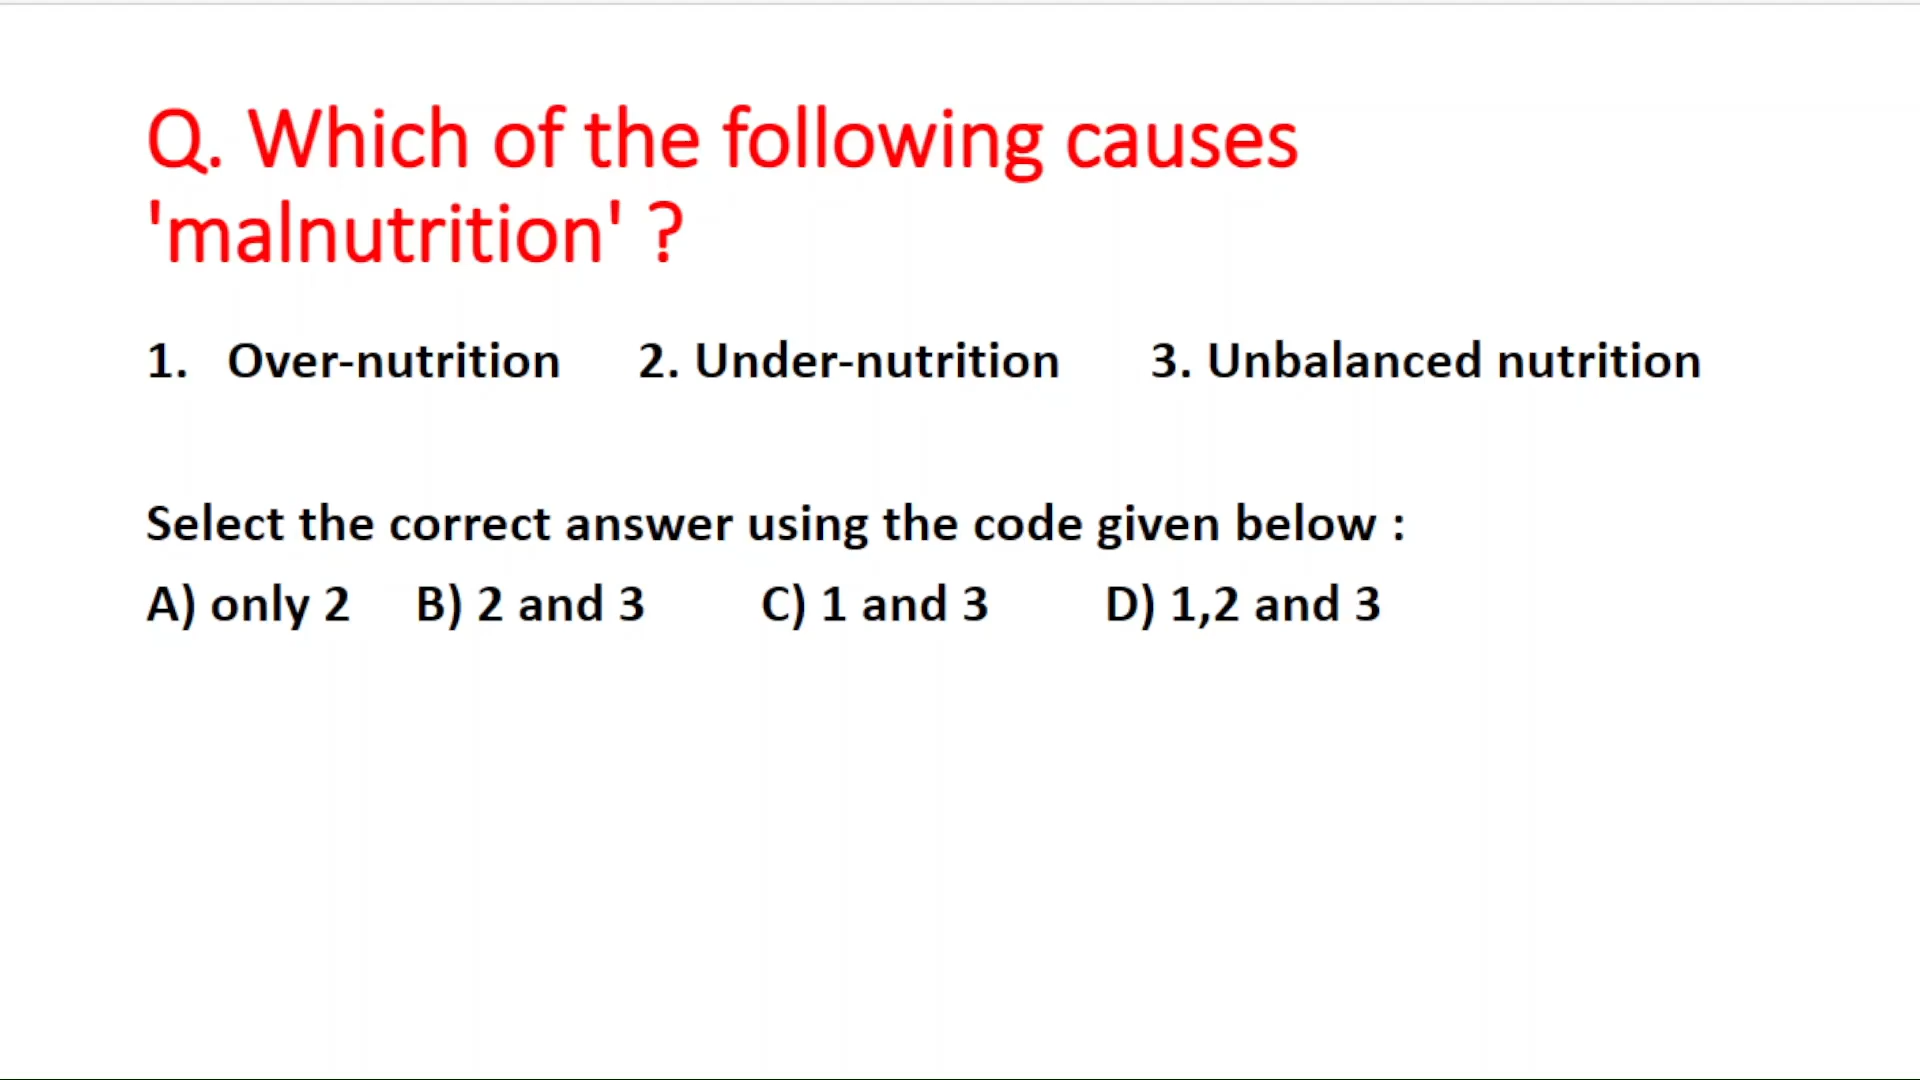 Q. Which of the following causes
'malnutrition' ?
1. Over-nutrition 2. Under-nutrition 3. Unbalanced nutrition
Select the correct answer using the code given below :
A) only 2 B) 2 and 3 C) 1 and 3 D) 1,2 and 3